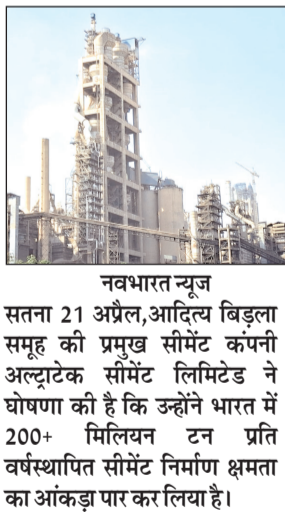 नवभारत न्यूज
सतना 21 अप्रैल,आदित्य बिड़ला
समूह की प्रमुख सीमेंट कंपनी
अल्ट्राटेक सीमेंट लिमिटेड ने
घोषणा की है कि उन्होंने भारत में
200+ मिलियन टन प्रति
वर्षस्थापित सीमेंट निर्माण क्षमता
का आंकड़ा पार कर लिया है।